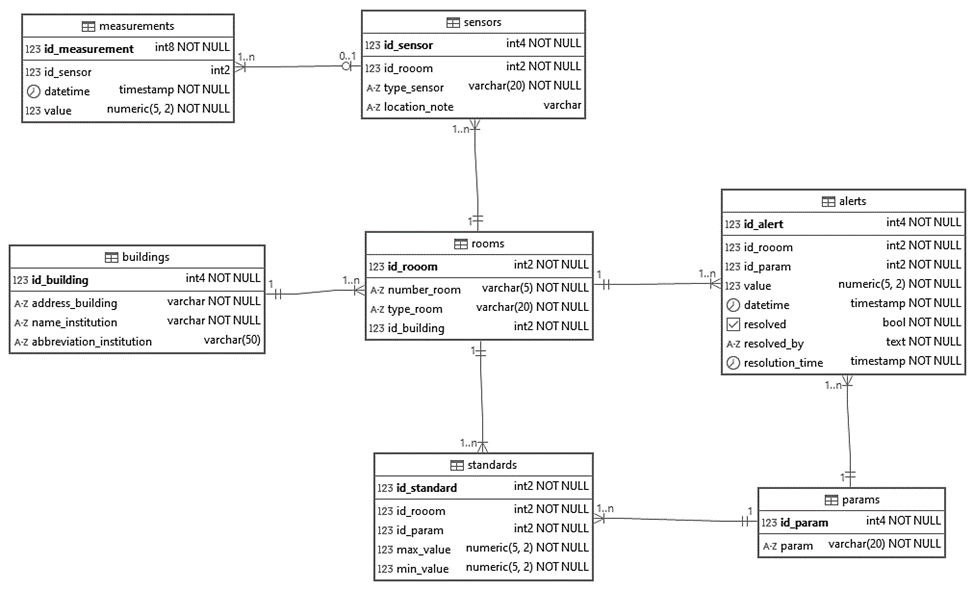 measurements
123 id_measurement int8 NOT NULL
123 id_sensor int2
datetime timestamp NOT NULL
123 value numeric(5, 2) NOT NULL
1..n
0..1
sensors
123 id_sensor int4 NOT NULL
123 id_rooom int2 NOT NULL
A-Z type_sensor varchar(20) NOT NULL
A-Z location_note varchar
1..n
1
buildings
123 id_building int4 NOT NULL
A-Z address_building varchar NOT NULL
A-Z name_institution varchar NOT NULL
A-Z abbreviation_institution varchar(50)
1
1..n
rooms
123 id_rooom int2 NOT NULL
A-Z number_room varchar(5) NOT NULL
A-Z type_room varchar(20) NOT NULL
123 id_building int2 NOT NULL
1
1..n
alerts
123 id_alert int4 NOT NULL
123 id_rooom int2 NOT NULL
123 id_param int2 NOT NULL
123 value numeric(5, 2) NOT NULL
datetime timestamp NOT NULL
resolved bool NOT NULL
A-Z resolved_by text NOT NULL
resolution_time timestamp NOT NULL
1
1..n
1..n
1
standards
123 id_standard int2 NOT NULL
123 id_rooom int2 NOT NULL
123 id_param int2 NOT NULL
123 max_value numeric(5, 2) NOT NULL
123 min_value numeric(5, 2) NOT NULL
1..n
1
params
123 id_param int4 NOT NULL
A-Z param varchar(20) NOT NULL